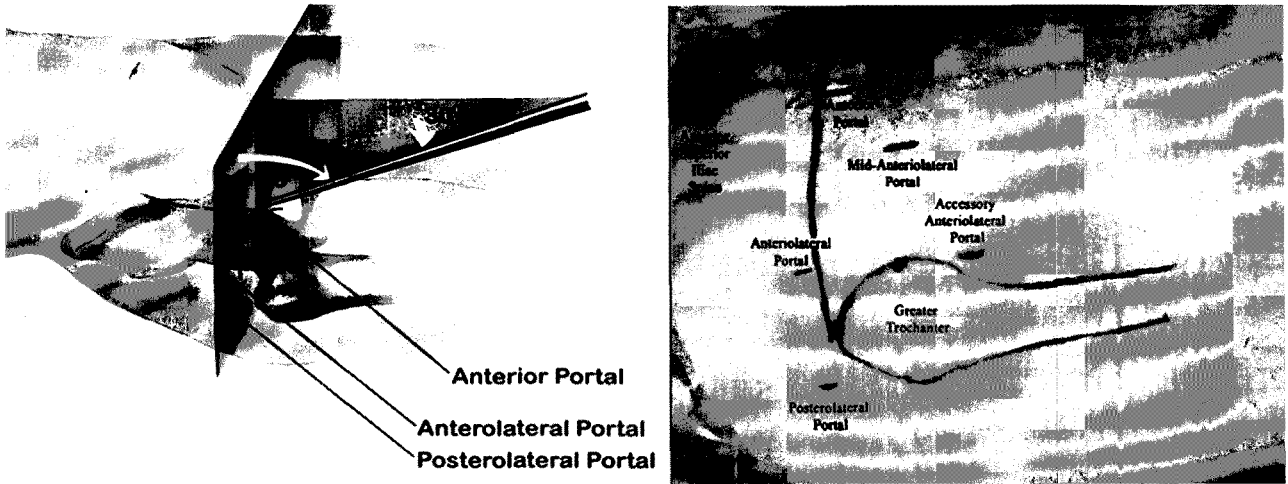 Anterior Portal
Anterolateral Portal
Posterolateral Portal
Portal
Mid-Anteriolateral
Portal
Iliac
Accessory
Anteriolateral
Portal
Anteriolateral
Portal
Greater
Trochanter
Posterolateral
Portal